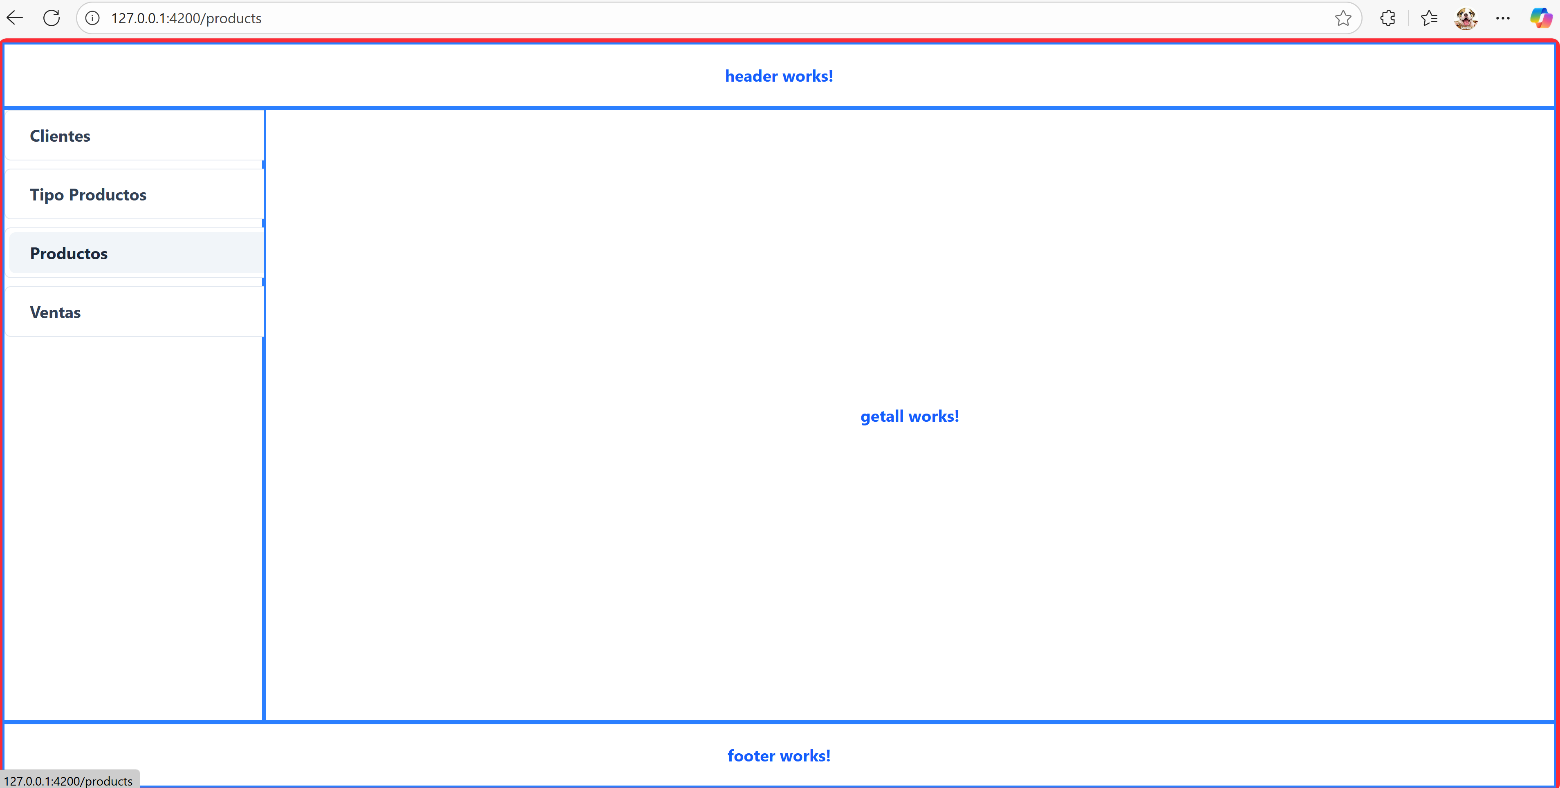 127.0.0.1:4200/products
header works!
Clientes
Tipo Productos
Productos
Ventas
getall works!
footer works!
127.0.0.1:4200/products